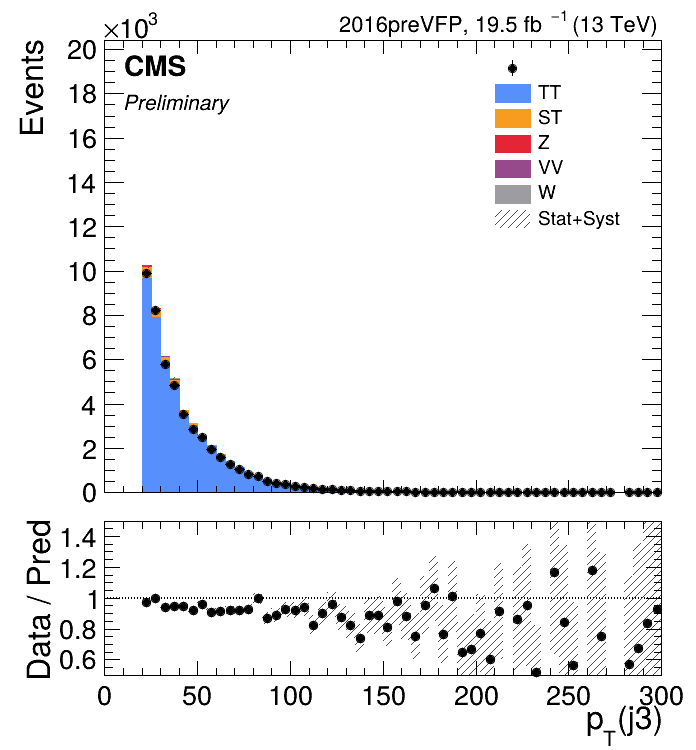 ×10³
2016preVFP, 19.5 fb ⁻¹ (13 TeV)
Events
CMS
Preliminary
TT
ST
Z
VV
W
Stat+Syst
20
18
16
14
12
10
8
6
4
2
0
Data / Pred
1.4
1.2
1
0.8
0.6
0 50 100 150 200 250 300
p_T(j3)